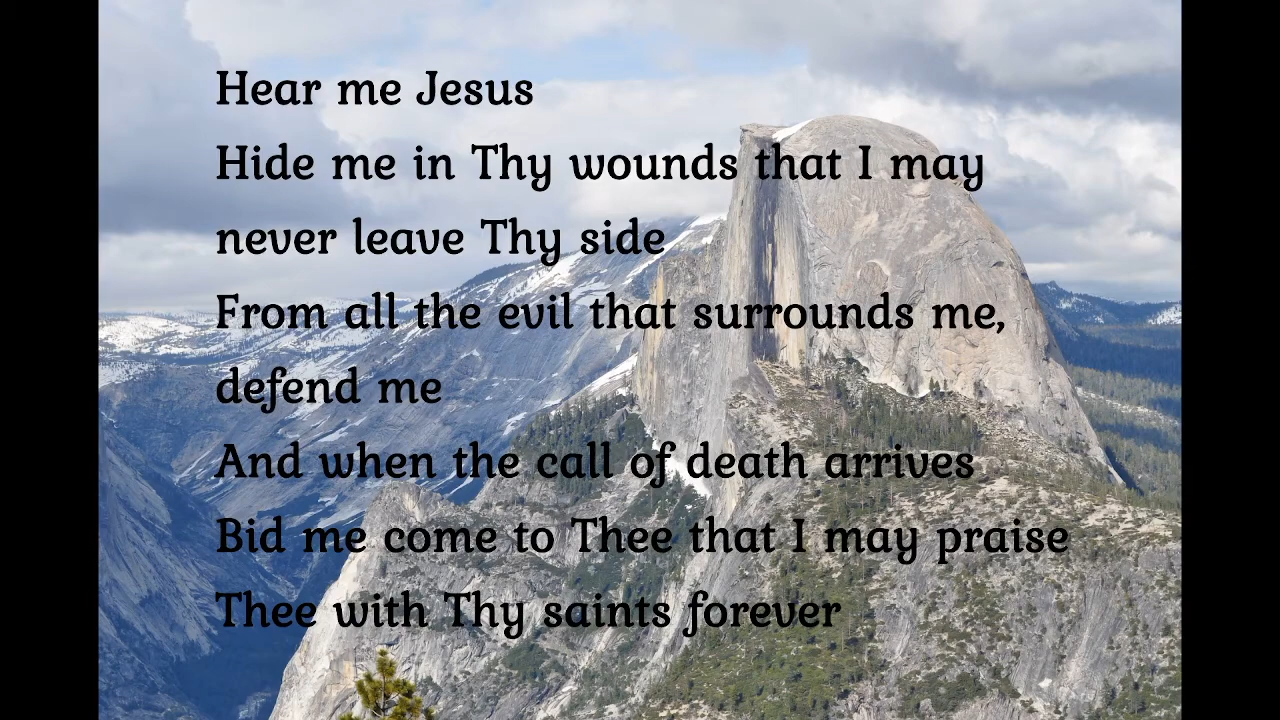 Hear me Jesus
Hide me in Thy wounds that I may
never leave Thy side
From all the evil that surrounds me,
defend me
And when the call of death arrives
Bid me come to Thee that I may praise
Thee with Thy saints forever